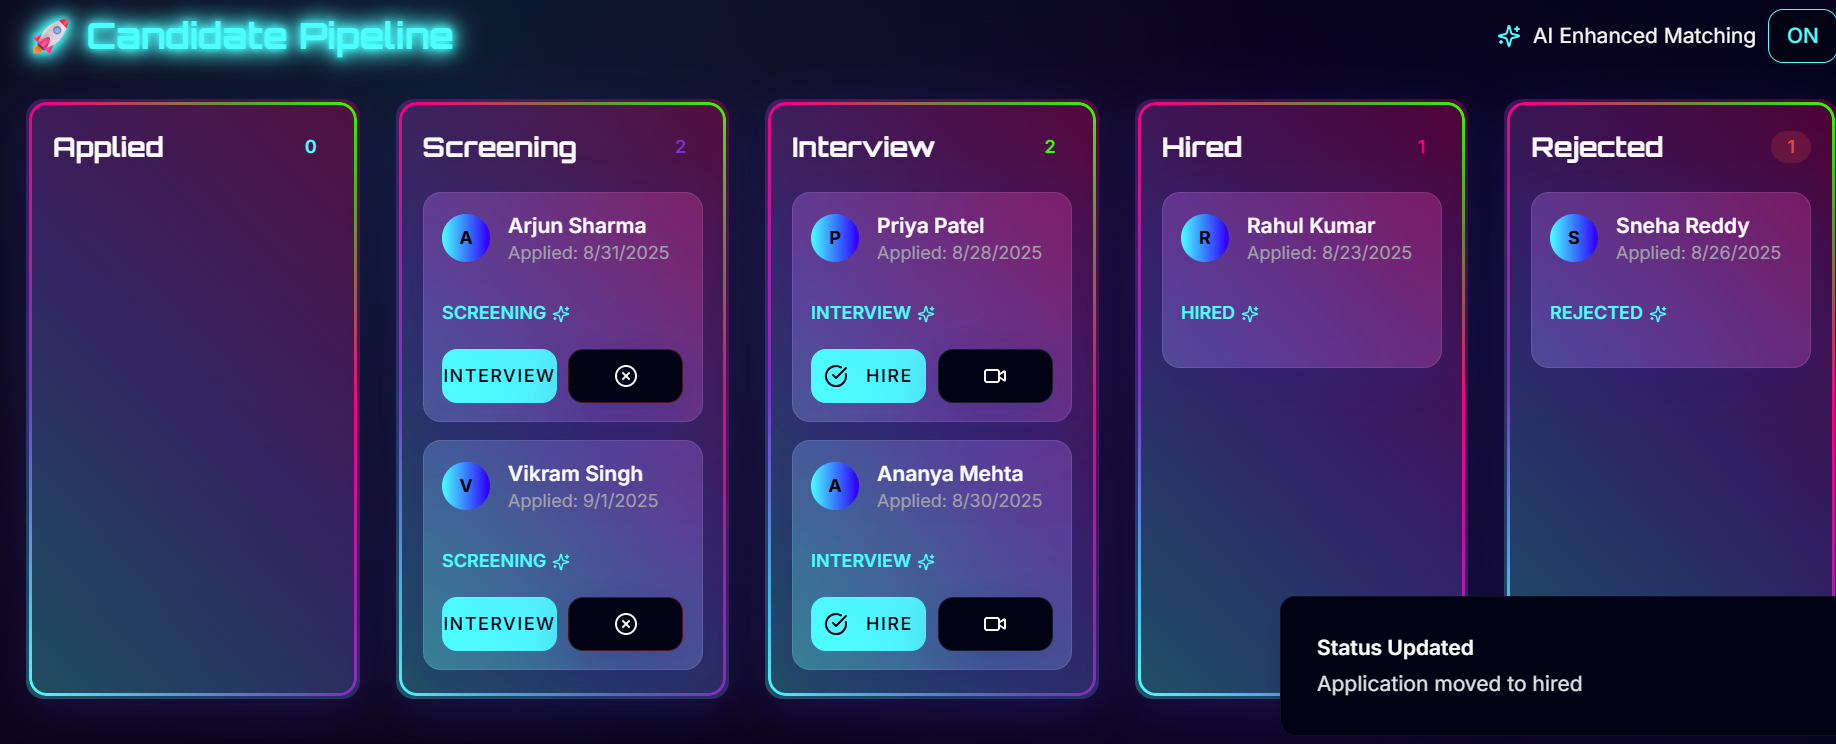 🚀 Candidate Pipeline
AI Enhanced Matching ON
Applied 0
Screening 2
A
Arjun Sharma
Applied: 8/31/2025
SCREENING
INTERVIEW
V
Vikram Singh
Applied: 9/1/2025
SCREENING
INTERVIEW
Interview 2
P
Priya Patel
Applied: 8/28/2025
INTERVIEW
HIRE
A
Ananya Mehta
Applied: 8/30/2025
INTERVIEW
HIRE
Hired 1
R
Rahul Kumar
Applied: 8/23/2025
HIRED
Rejected 1
S
Sneha Reddy
Applied: 8/26/2025
REJECTED
Status Updated
Application moved to hired